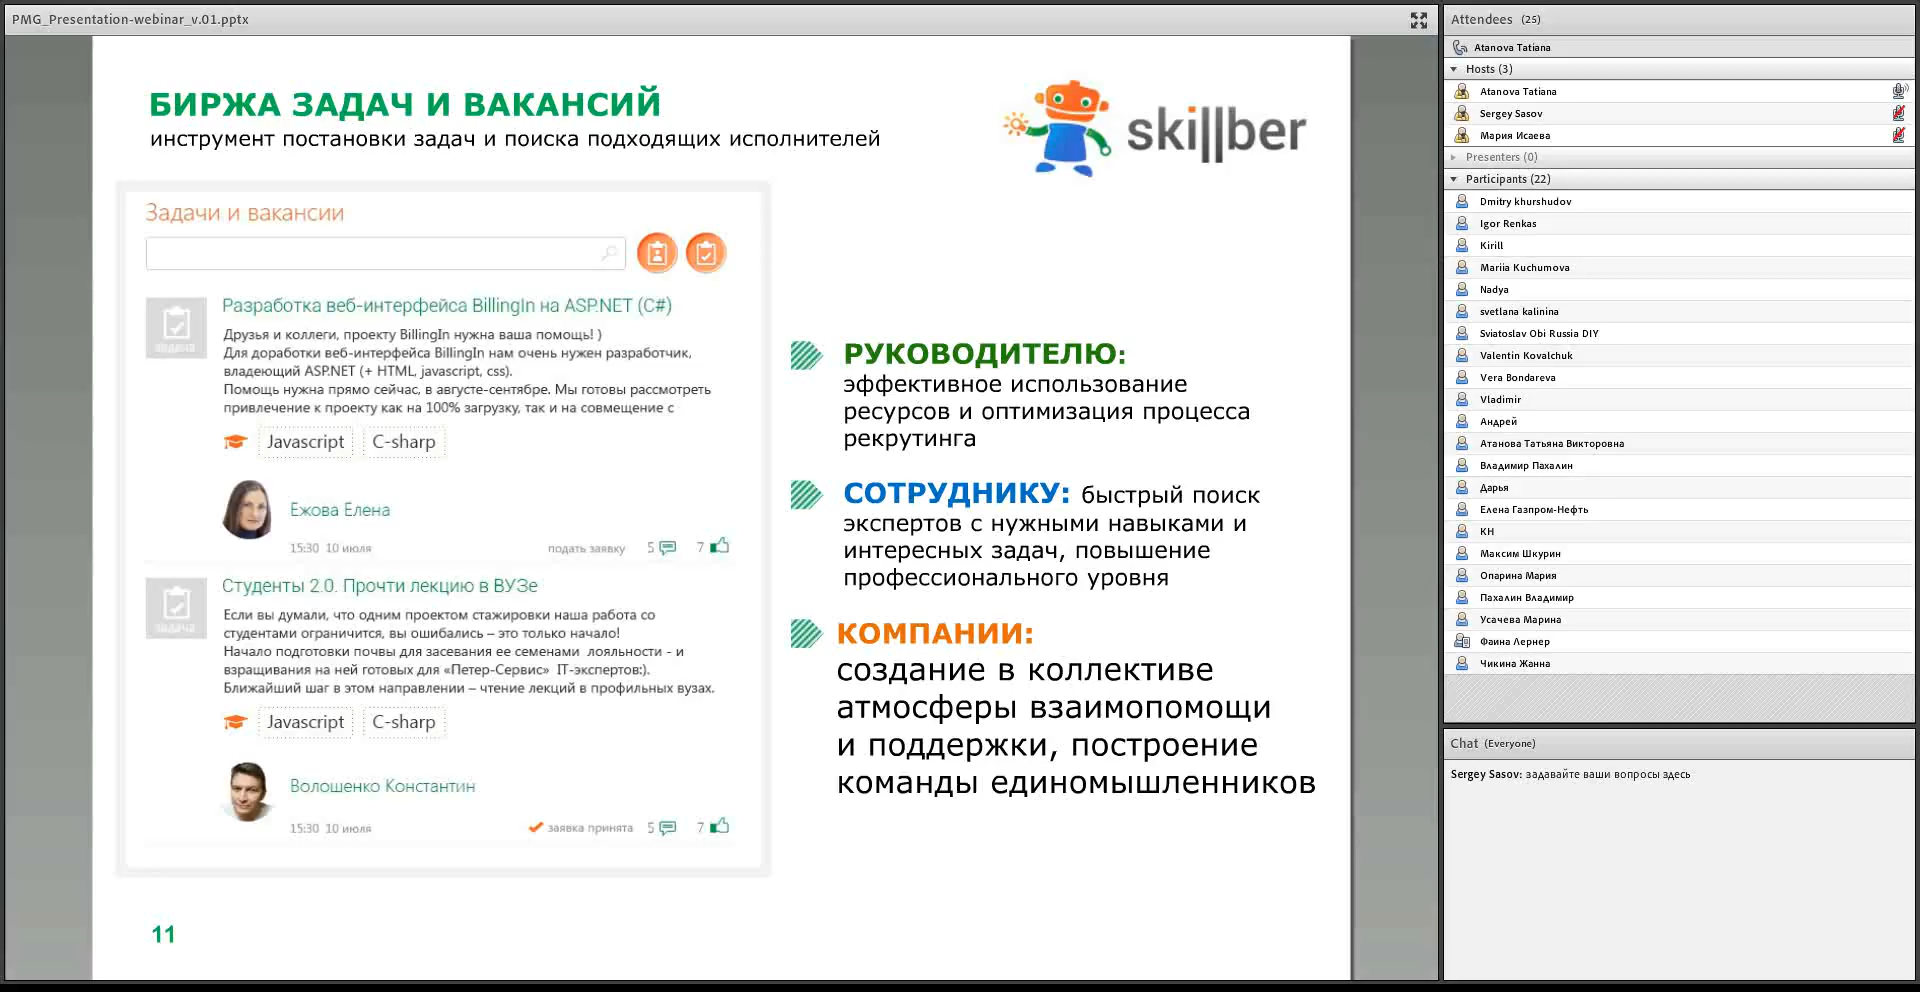 PMG_Presentation-webinar_v.01.pptx
БИРЖА ЗАДАЧ И ВАКАНСИЙ
инструмент постановки задач и поиска подходящих исполнителей
skillber
Задачи и вакансии
задача
Разработка веб-интерфейса BillingIn на ASP.NET (C#)
Друзья и коллеги, проекту BillingIn нужна ваша помощь! )
Для доработки веб-интерфейса BillingIn нам очень нужен разработчик,
владеющий ASP.NET (+ HTML, javascript, css).
Помощь нужна прямо сейчас, в августе-сентябре. Мы готовы рассмотреть
привлечение к проекту как на 100% загрузку, так и на совмещение с
Javascript C-sharp
Ежова Елена
15:30 10 июля подать заявку 5 7
задача
Студенты 2.0. Прочти лекцию в ВУЗе
Если вы думали, что одним проектом стажировки наша работа со
студентами ограничится, вы ошибались – это только начало!
Начало подготовки почвы для засевания ее семенами лояльности - и
взращивания на ней готовых для «Петер-Сервис» IT-экспертов:).
Ближайший шаг в этом направлении – чтение лекций в профильных вузах.
Javascript C-sharp
Волошенко Константин
15:30 10 июля заявка принята 5 7
РУКОВОДИТЕЛЮ:
эффективное использование
ресурсов и оптимизация процесса
рекрутинга
СОТРУДНИКУ: быстрый поиск
экспертов с нужными навыками и
интересных задач, повышение
профессионального уровня
КОМПАНИИ:
создание в коллективе
атмосферы взаимопомощи
и поддержки, построение
команды единомышленников
11
Attendees (25)
Atanova Tatiana
Hosts (3)
Atanova Tatiana
Sergey Sasov
Мария Исаева
Presenters (0)
Participants (22)
Dmitry khurshudov
Igor Renkas
Kirill
Mariia Kuchumova
Nadya
svetlana kalinina
Sviatoslav Obi Russia DIY
Valentin Kovalchuk
Vera Bondareva
Vladimir
Андрей
Атанова Татьяна Викторовна
Владимир Пахалин
Дарья
Елена Газпром-Нефть
КН
Максим Шкурин
Опарина Мария
Пахалин Владимир
Усачева Марина
Фаина Лернер
Чикина Жанна
Chat (Everyone)
Sergey Sasov: задавайте ваши вопросы здесь